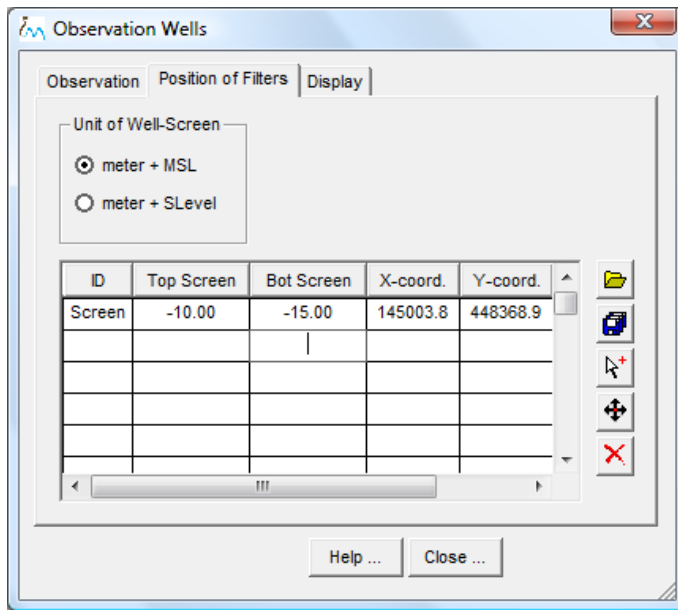 Observation Wells
Observation Position of Filters Display
Unit of Well-Screen
meter + MSL
meter + SLevel
ID Top Screen Bot Screen X-coord. Y-coord.
Screen -10.00 -15.00 145003.8 448368.9
Help ... Close ...